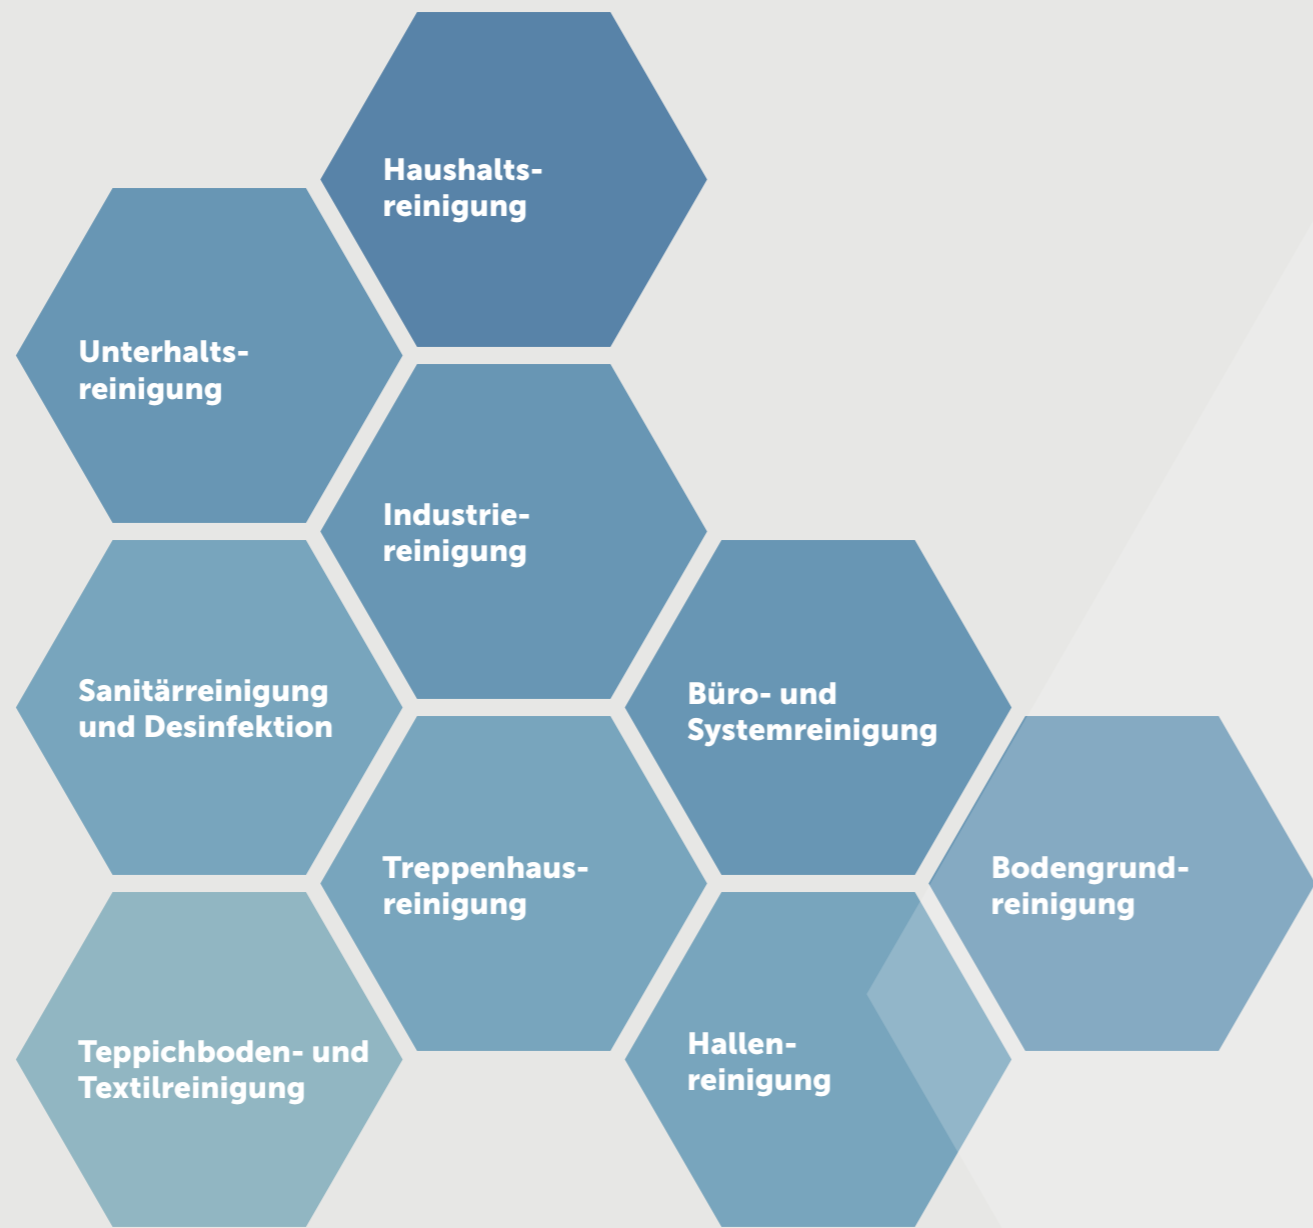 Haushalts-
reinigung
Unterhalts-
reinigung
Industrie-
reinigung
Sanitärreinigung
und Desinfektion
Büro- und
Systemreinigung
Treppenhaus-
reinigung
Bodengrund-
reinigung
Teppichboden- und
Textilreinigung
Hallen-
reinigung